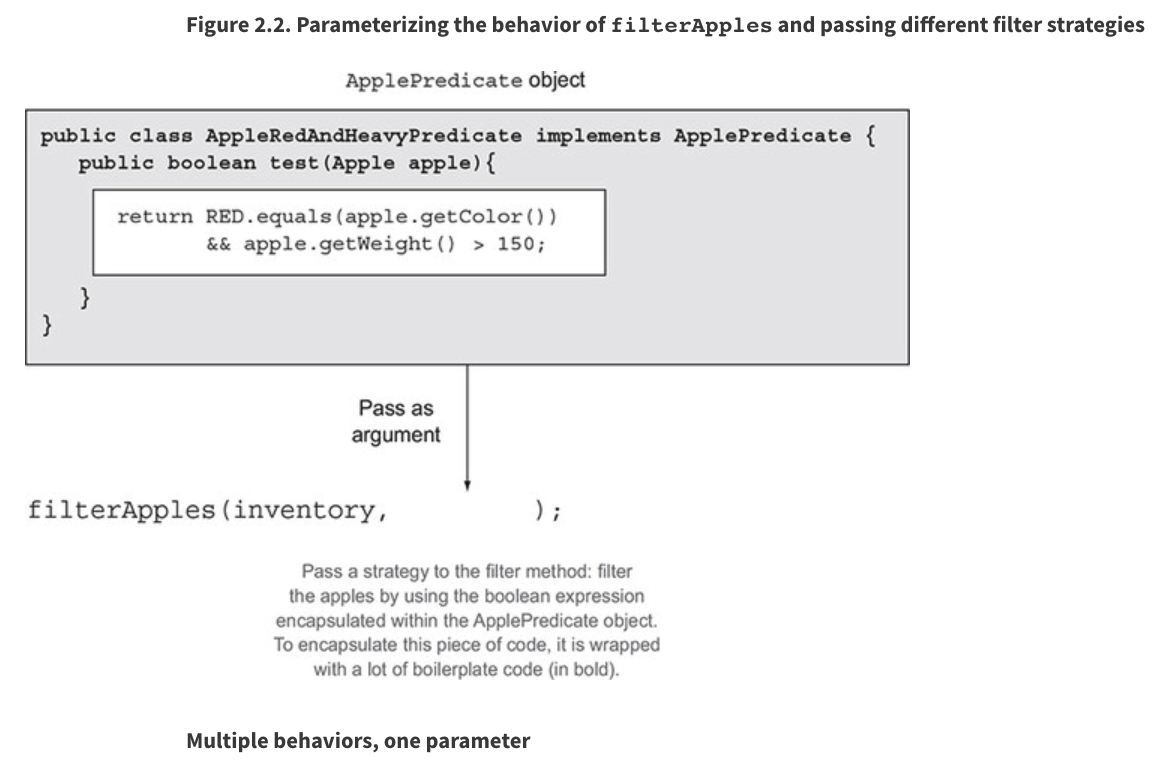 Figure 2.2. Parameterizing the behavior of filterApples and passing different filter strategies
ApplePredicate object
public class AppleRedAndHeavyPredicate implements ApplePredicate {
public boolean test(Apple apple){
return RED.equals(apple.getColor())
&& apple.getWeight() > 150;
}
}
Pass as
argument
filterApples(inventory, );
Pass a strategy to the filter method: filter
the apples by using the boolean expression
encapsulated within the ApplePredicate object.
To encapsulate this piece of code, it is wrapped
with a lot of boilerplate code (in bold).
Multiple behaviors, one parameter